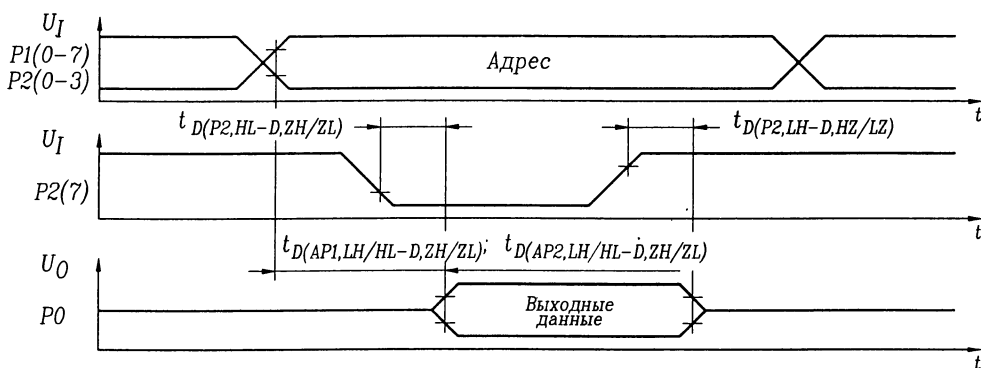 U_I
P1(0-7)
P2(0-3)
Адрес
t
t_D(P2,HL-D,ZH/ZL)
t_D(P2,LH-D,HZ/LZ)
U_I
P2(7)
t
t_D(AP1,LH/HL-D,ZH/ZL); t_D(AP2,LH/HL-D,ZH/ZL)
U_O
P0
Выходные
данные
t